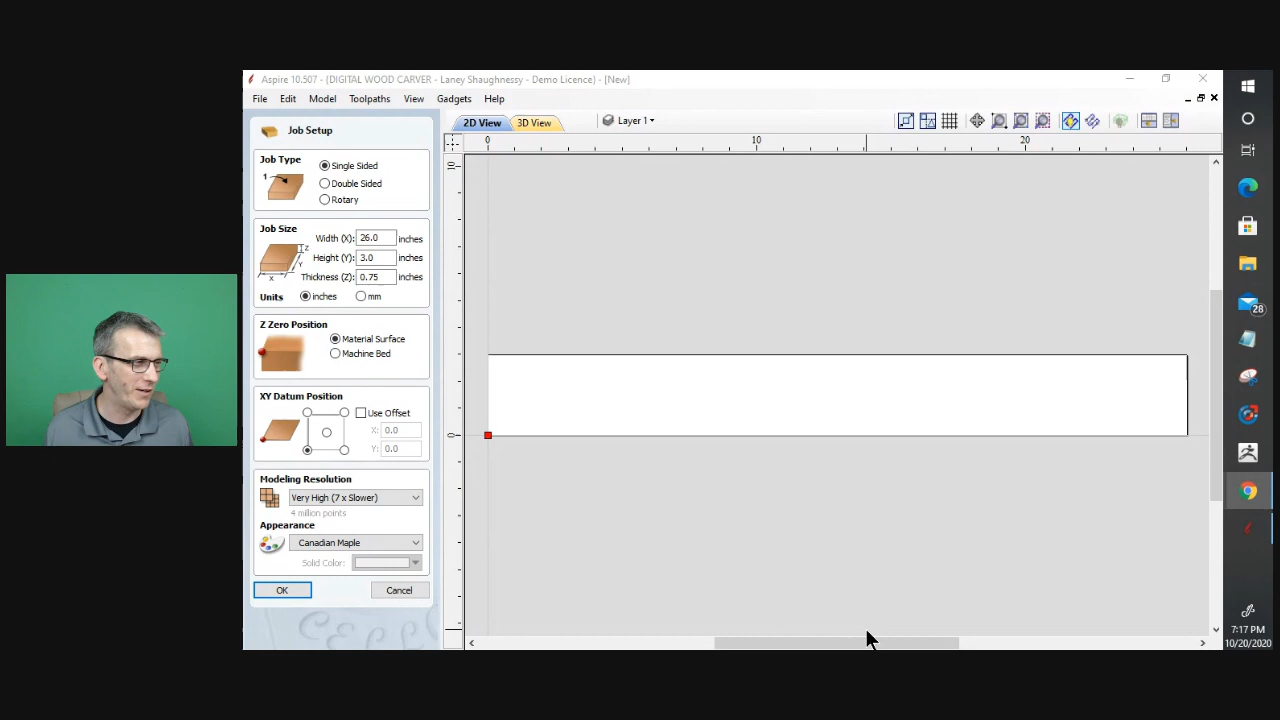 Aspire 10.507 - {DIGITAL WOOD CARVER - Laney Shaughnessy - Demo Licence} - [New]
File Edit Model Toolpaths View Gadgets Help
Job Setup
Job Type
1
Single Sided
Double Sided
Rotary
Job Size
Width (X): 26.0 inches
Height (Y): 3.0 inches
Thickness (Z): 0.75 inches
Z
Y
X
Units inches mm
Z Zero Position
Material Surface
Machine Bed
XY Datum Position
Use Offset
X: 0.0
Y: 0.0
Modeling Resolution
Very High (7 x Slower)
4 million points
Appearance
Canadian Maple
Solid Color:
OK Cancel
2D View 3D View Layer 1
0 10 20
10
0
28
7:17 PM
10/20/2020